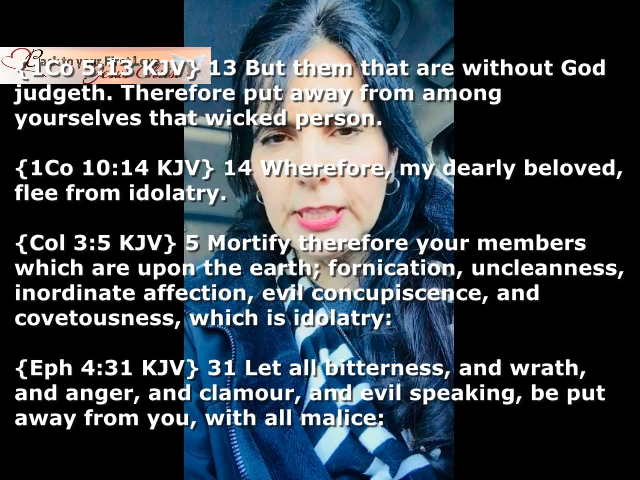 {1Co 5:13 KJV} 13 But them that are without God
judgeth. Therefore put away from among
yourselves that wicked person.
{1Co 10:14 KJV} 14 Wherefore, my dearly beloved,
flee from idolatry.
{Col 3:5 KJV} 5 Mortify therefore your members
which are upon the earth; fornication, uncleanness,
inordinate affection, evil concupiscence, and
covetousness, which is idolatry:
{Eph 4:31 KJV} 31 Let all bitterness, and wrath,
and anger, and clamour, and evil speaking, be put
away from you, with all malice: